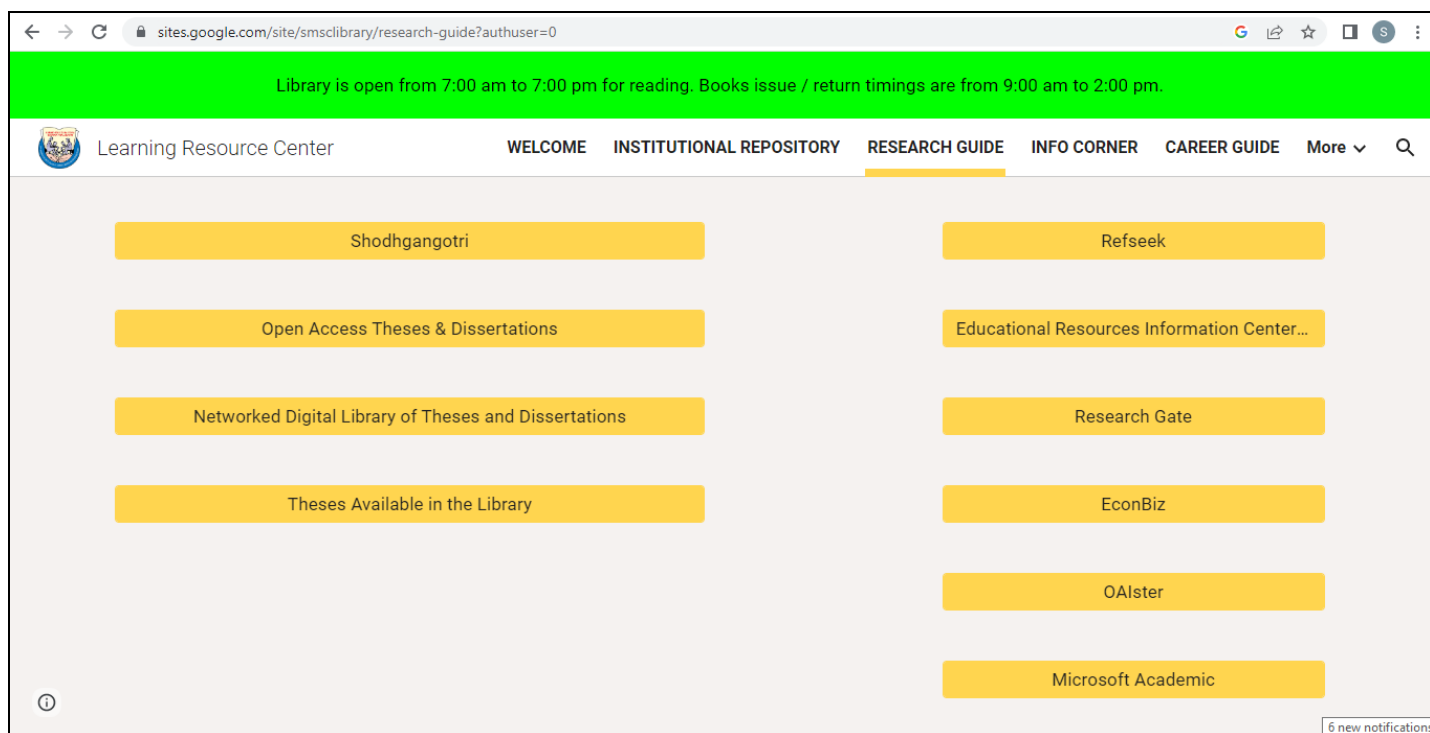 sites.google.com/site/smsclibrary/research-guide?authuser=0
S
Library is open from 7:00 am to 7:00 pm for reading. Books issue / return timings are from 9:00 am to 2:00 pm.
Learning Resource Center WELCOME INSTITUTIONAL REPOSITORY RESEARCH GUIDE INFO CORNER CAREER GUIDE More
Shodhgangotri
Open Access Theses & Dissertations
Networked Digital Library of Theses and Dissertations
Theses Available in the Library
Refseek
Educational Resources Information Center...
Research Gate
EconBiz
OAIster
Microsoft Academic
6 new notifications